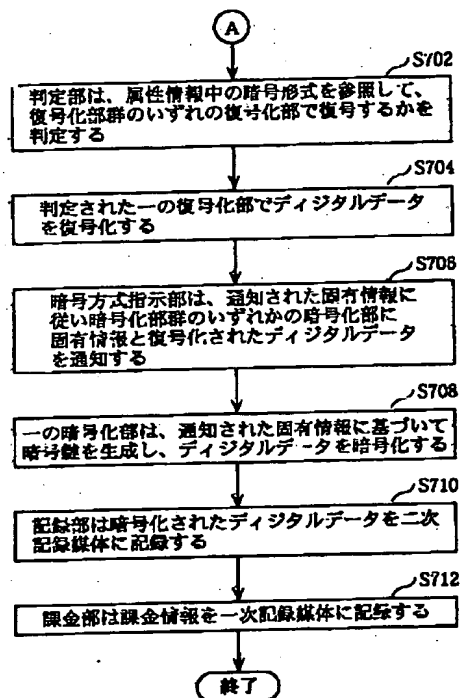 A
S702
判定部は、属性情報中の暗号形式を参照して、
復号化部群のいずれの復号化部で復号するかを
判定する
S704
判定された一の復号化部でディジタルデータ
を復号化する
S706
暗号方式指示部は、通知された固有情報に
従い暗号化部群のいずれかの暗号化部に
固有情報と復号化されたディジタルデータ
を通知する
S708
一の暗号化部は、通知された固有情報に基づいて
暗号鍵を生成し、ディジタルデータを暗号化する
S710
記録部は暗号化されたディジタルデータを二次
記録媒体に記録する
S712
課金部は課金情報を一次記録媒体に記録する
終了